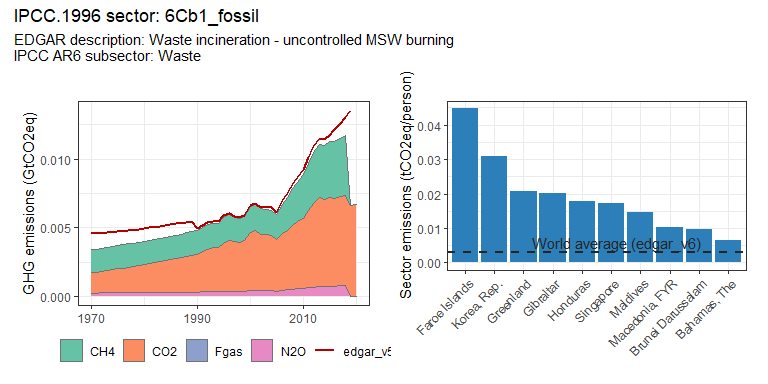 IPCC.1996 sector: 6Cb1_fossil
EDGAR description: Waste incineration - uncontrolled MSW burning
IPCC AR6 subsector: Waste
GHG emissions (GtCO2eq)
0.010
0.005
0.000
1970
1990
2010
CH4
CO2
Fgas
N2O
edgar_v5
Sector emissions (tCO2eq/person)
0.04
0.03
0.02
0.01
0.00
World average (edgar_v6)
Faroe Islands
Korea, Rep.
Greenland
Gibraltar
Honduras
Singapore
Maldives
Macedonia, FYR
Brunei Darussalam
Bahamas, The